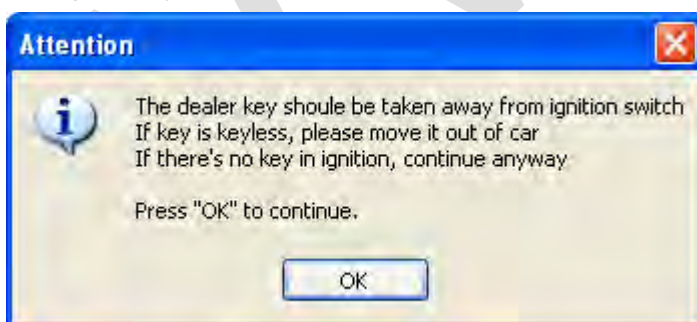 Attention
The dealer key shoule be taken away from ignition switch
If key is keyless, please move it out of car
If there's no key in ignition, continue anyway
Press "OK" to continue.
OK